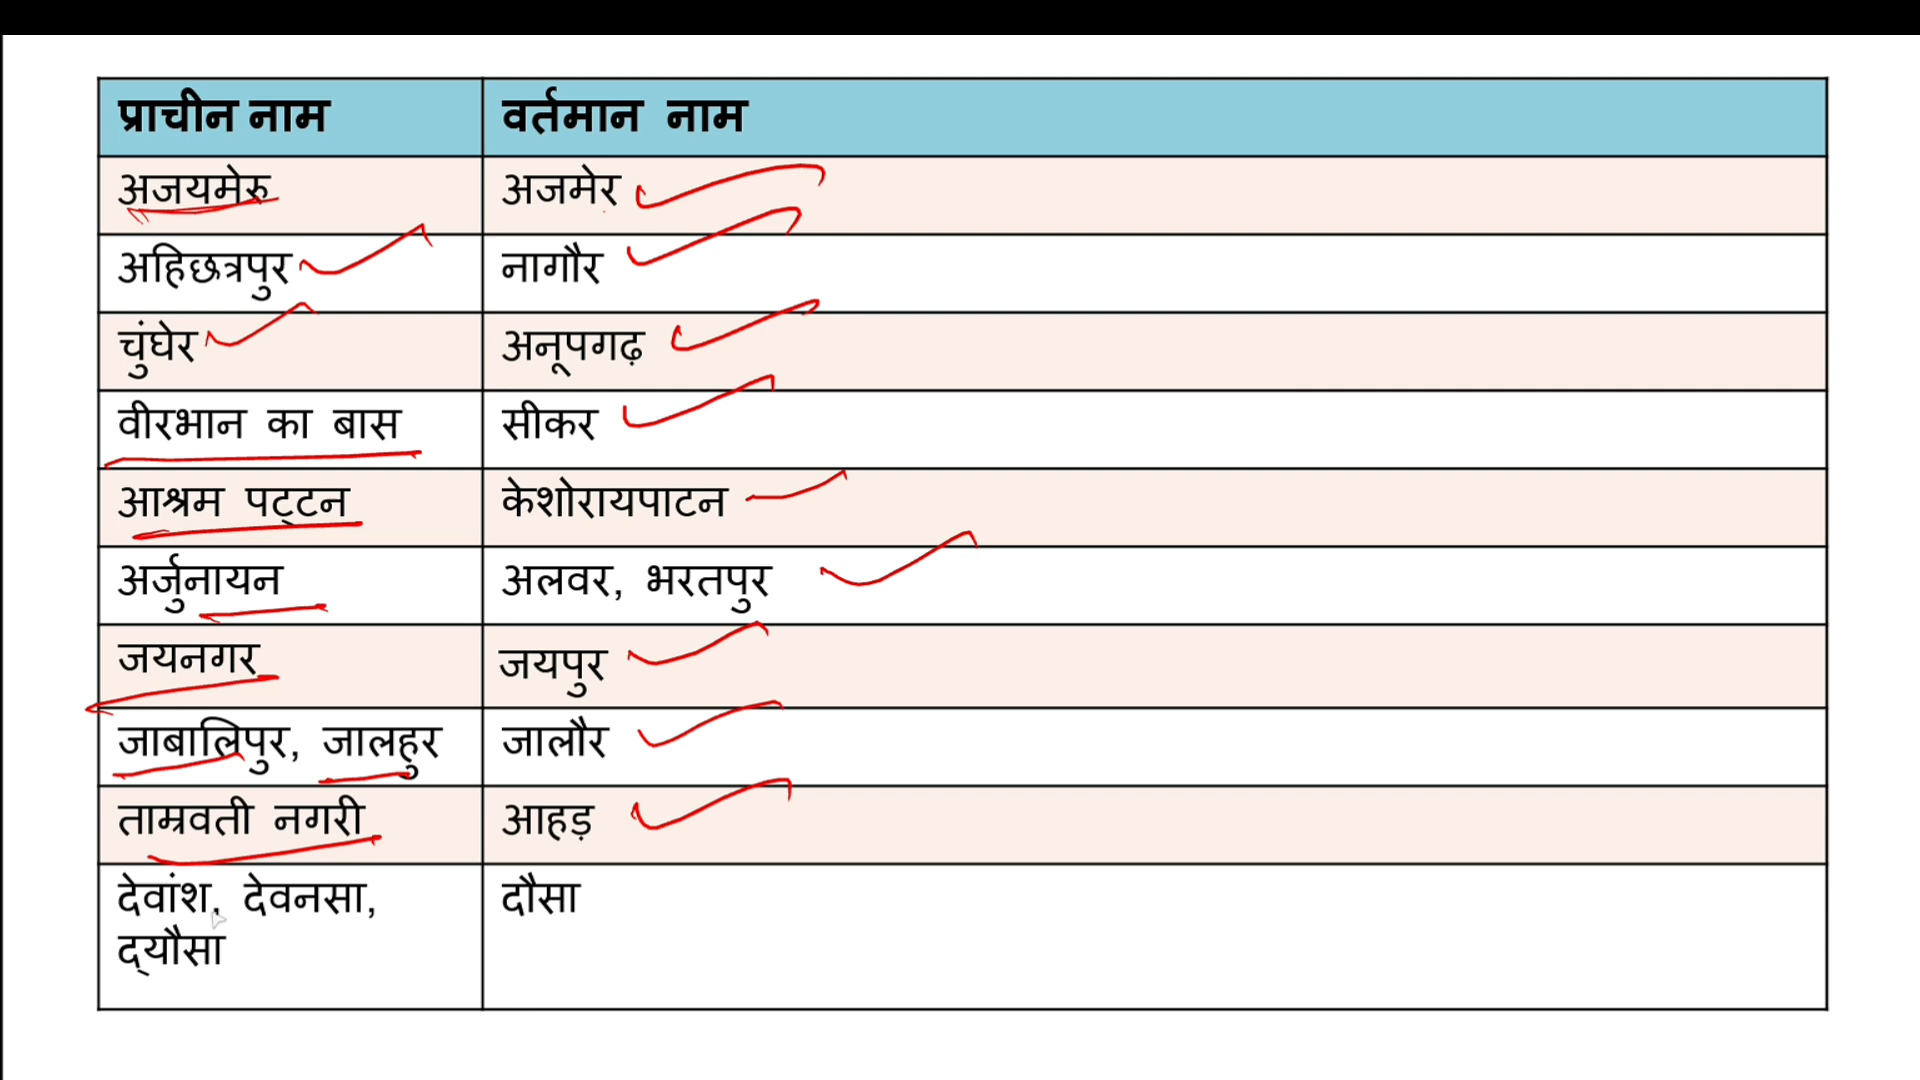 प्राचीन नाम वर्तमान नाम
अजयमेरु अजमेर
अहिछत्रपुर नागौर
चुंघेर अनूपगढ़
वीरभान का बास सीकर
आश्रम पट्टन केशोरायपाटन
अर्जुनायन अलवर, भरतपुर
जयनगर जयपुर
जाबालिपुर, जालहुर जालौर
ताम्रवती नगरी आहड़
देवांश, देवनसा, दौसा
द्यौसा